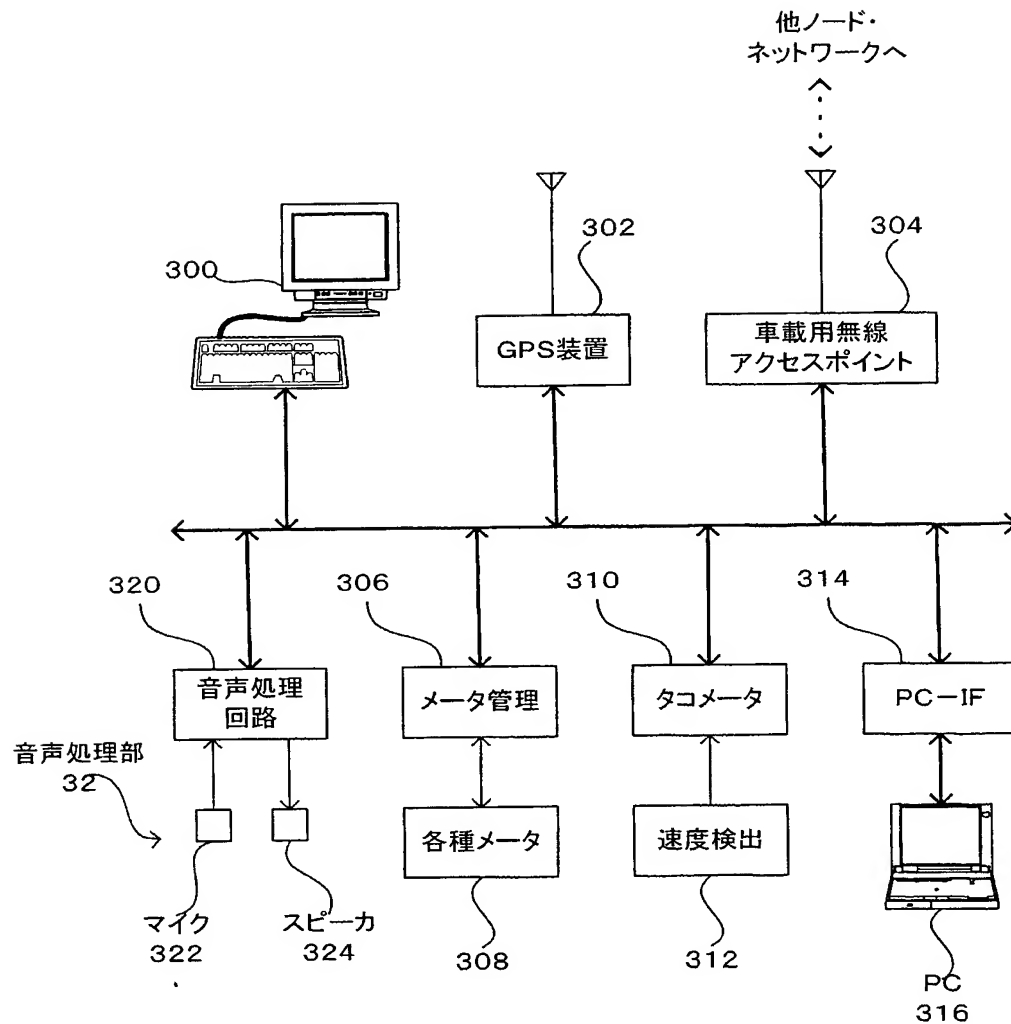 他ノード・
ネットワークへ
300
302
304
GPS装置
車載用無線
アクセスポイント
320
306
310
314
音声処理
回路
メータ管理
タコメータ
PC-IF
音声処理部
32
各種メータ
速度検出
マイク
322
スピーカ
324
308
312
PC
316